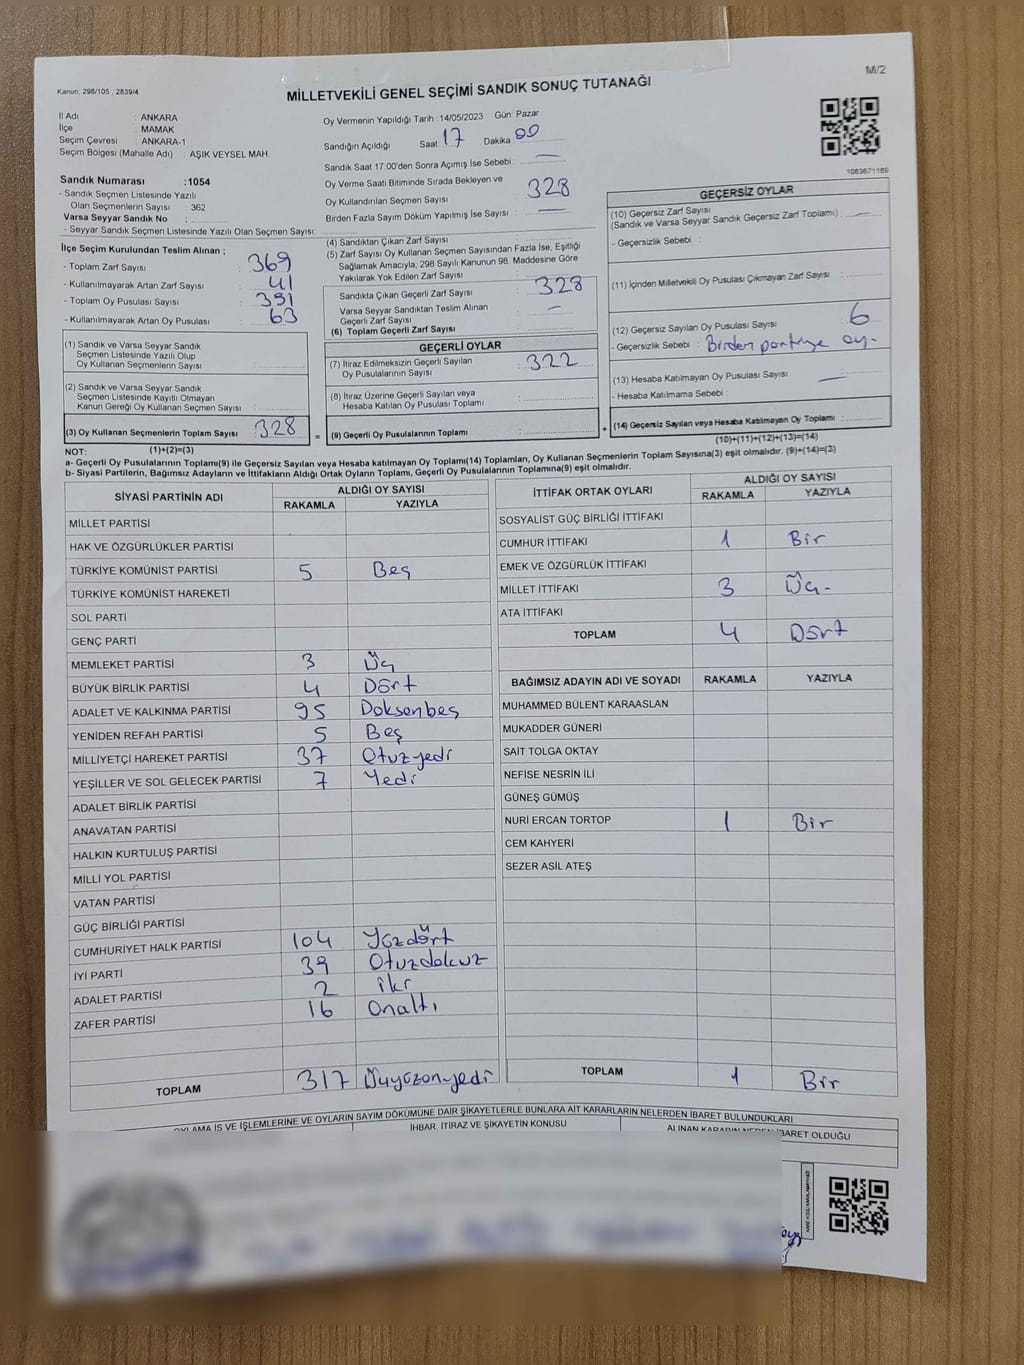 M/2
Kanun; 298/105 ; 2839/4
MİLLETVEKİLİ GENEL SEÇİMİ SANDIK SONUÇ TUTANAĞI
İl Adı : ANKARA
İlçe : MAMAK
Seçim Çevresi : ANKARA-1
Seçim Bölgesi (Mahalle Adı) : AŞIK VEYSEL MAH.
Sandık Numarası :1054
- Sandık Seçmen Listesinde Yazılı
Olan Seçmenlerin Sayısı : 362
Varsa Seyyar Sandık No :
- Seyyar Sandık Seçmen Listesinde Yazılı Olan Seçmen Sayısı:
Oy Vermenin Yapıldığı Tarih :14/05/2023 Gün: Pazar
Sandığın Açıldığı Saat: 17 Dakika: 00
Sandık Saat 17:00'den Sonra Açımış İse Sebebi : —
Oy Verme Saati Bitiminde Sırada Bekleyen ve
Oy Kullandırılan Seçmen Sayısı : 328
Birden Fazla Sayım Döküm Yapılmış İse Sayısı : —
1063671169
İlçe Seçim Kurulundan Teslim Alınan ;
- Toplam Zarf Sayısı : 369
- Kullanılmayarak Artan Zarf Sayısı : 41
- Toplam Oy Pusulası Sayısı : 391
- Kullanılmayarak Artan Oy Pusulası : 63
(1) Sandık ve Varsa Seyyar Sandık
Seçmen Listesinde Yazılı Olup
Oy Kullanan Seçmenlerin Sayısı :
(2) Sandık ve Varsa Seyyar Sandık
Seçmen Listesinde Kayıtlı Olmayan
Kanun Gereği Oy Kullanan Seçmen Sayısı :
(3) Oy Kullanan Seçmenlerin Toplam Sayısı : 328
(1)+(2)=(3)
(4) Sandıktan Çıkan Zarf Sayısı :
(5) Zarf Sayısı Oy Kullanan Seçmen Sayısından Fazla İse, Eşitliği
Sağlamak Amacıyla; 298 Sayılı Kanunun 98. Maddesine Göre
Yakılarak Yok Edilen Zarf Sayısı :
Sandıkta Çıkan Geçerli Zarf Sayısı : 328
Varsa Seyyar Sandıktan Teslim Alınan
Geçerli Zarf Sayısı : —
(6) Toplam Geçerli Zarf Sayısı :
GEÇERLİ OYLAR
(7) İtiraz Edilmeksizin Geçerli Sayılan
Oy Pusulalarının Sayısı : 322
(8) İtiraz Üzerine Geçerli Sayılan veya
Hesaba Katılan Oy Pusulası Toplamı :
= (9) Geçerli Oy Pusulalarının Toplamı :
GEÇERSİZ OYLAR
(10) Geçersiz Zarf Sayısı
(Sandık ve Varsa Seyyar Sandık Geçersiz Zarf Toplamı) : —
- Geçersizlik Sebebi :
(11) İçinden Milletvekili Oy Pusulası Çıkmayan Zarf Sayısı :
(12) Geçersiz Sayılan Oy Pusulası Sayısı : 6
- Geçersizlik Sebebi : Birden partiye oy-
(13) Hesaba Katılmayan Oy Pusulası Sayısı : —
- Hesaba Katılmama Sebebi :
+ (14) Geçersiz Sayılan veya Hesaba Katılmayan Oy Toplamı :
(10)+(11)+(12)+(13)=(14)
NOT:
a- Geçerli Oy Pusulalarının Toplamı(9) ile Geçersiz Sayılan veya Hesaba katılmayan Oy Toplamı(14) Toplamları, Oy Kullanan Seçmenlerin Toplam Sayısına(3) eşit olmalıdır. (9)+(14)=(3)
b- Siyasi Partilerin, Bağımsız Adayların ve İttifakların Aldığı Ortak Oyların Toplamı, Geçerli Oy Pusulalarının Toplamına(9) eşit olmalıdır.
SİYASİ PARTİNİN ADI ALDIĞI OY SAYISI
RAKAMLA YAZIYLA
MİLLET PARTİSİ
HAK VE ÖZGÜRLÜKLER PARTİSİ
TÜRKİYE KOMÜNİST PARTİSİ 5 Beş
TÜRKİYE KOMÜNİST HAREKETİ
SOL PARTİ
GENÇ PARTİ
MEMLEKET PARTİSİ 3 Üç
BÜYÜK BİRLİK PARTİSİ 4 Dört
ADALET VE KALKINMA PARTİSİ 95 Doksanbeş
YENİDEN REFAH PARTİSİ 5 Beş
MİLLİYETÇİ HAREKET PARTİSİ 37 Otuzyedi
YEŞİLLER VE SOL GELECEK PARTİSİ 7 Yedi
ADALET BİRLİK PARTİSİ
ANAVATAN PARTİSİ
HALKIN KURTULUŞ PARTİSİ
MİLLİ YOL PARTİSİ
VATAN PARTİSİ
GÜÇ BİRLİĞİ PARTİSİ
CUMHURİYET HALK PARTİSİ 104 Yüzdört
İYİ PARTİ 39 Otuzdokuz
ADALET PARTİSİ 2 iki
ZAFER PARTİSİ 16 Onaltı
TOPLAM 317 Üçyüzonyedi
İTTİFAK ORTAK OYLARI ALDIĞI OY SAYISI
RAKAMLA YAZIYLA
SOSYALİST GÜÇ BİRLİĞİ İTTİFAKI
CUMHUR İTTİFAKI 1 Bir
EMEK VE ÖZGÜRLÜK İTTİFAKI
MİLLET İTTİFAKI 3 Üç-
ATA İTTİFAKI
TOPLAM 4 Dört
BAĞIMSIZ ADAYIN ADI VE SOYADI RAKAMLA YAZIYLA
MUHAMMED BÜLENT KARAASLAN
MUKADDER GÜNERİ
SAİT TOLGA OKTAY
NEFİSE NESRİN İLİ
GÜNEŞ GÜMÜŞ
NURİ ERCAN TORTOP 1 Bir
CEM KAHYERİ
SEZER ASİL ATEŞ
TOPLAM 1 Bir
OYLAMA İŞ VE İŞLEMLERİNE VE OYLARIN SAYIM DÖKÜMÜNE DAİR ŞİKAYETLERLE BUNLARA AİT KARARLARIN NELERDEN İBARET BULUNDUKLARI
İHBAR, İTİRAZ VE ŞİKAYETİN KONUSU
ALINAN KARARIN NEDEN İBARET OLDUĞU